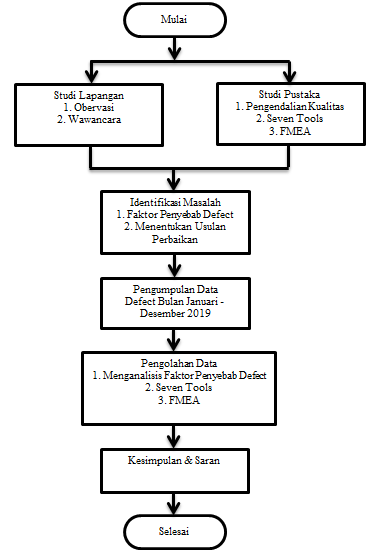 Mulai
Studi Lapangan
1. Obervasi
2. Wawancara
Studi Pustaka
1. Pengendalian Kualitas
2. Seven Tools
3. FMEA
Identifikasi Masalah
1. Faktor Penyebab Defect
2. Menentukan Usulan
Perbaikan
Pengumpulan Data
Defect Bulan Januari -
Desember 2019
Pengolahan Data
1. Menganalisis Faktor Penyebab Defect
2. Seven Tools
3. FMEA
Kesimpulan & Saran
Selesai